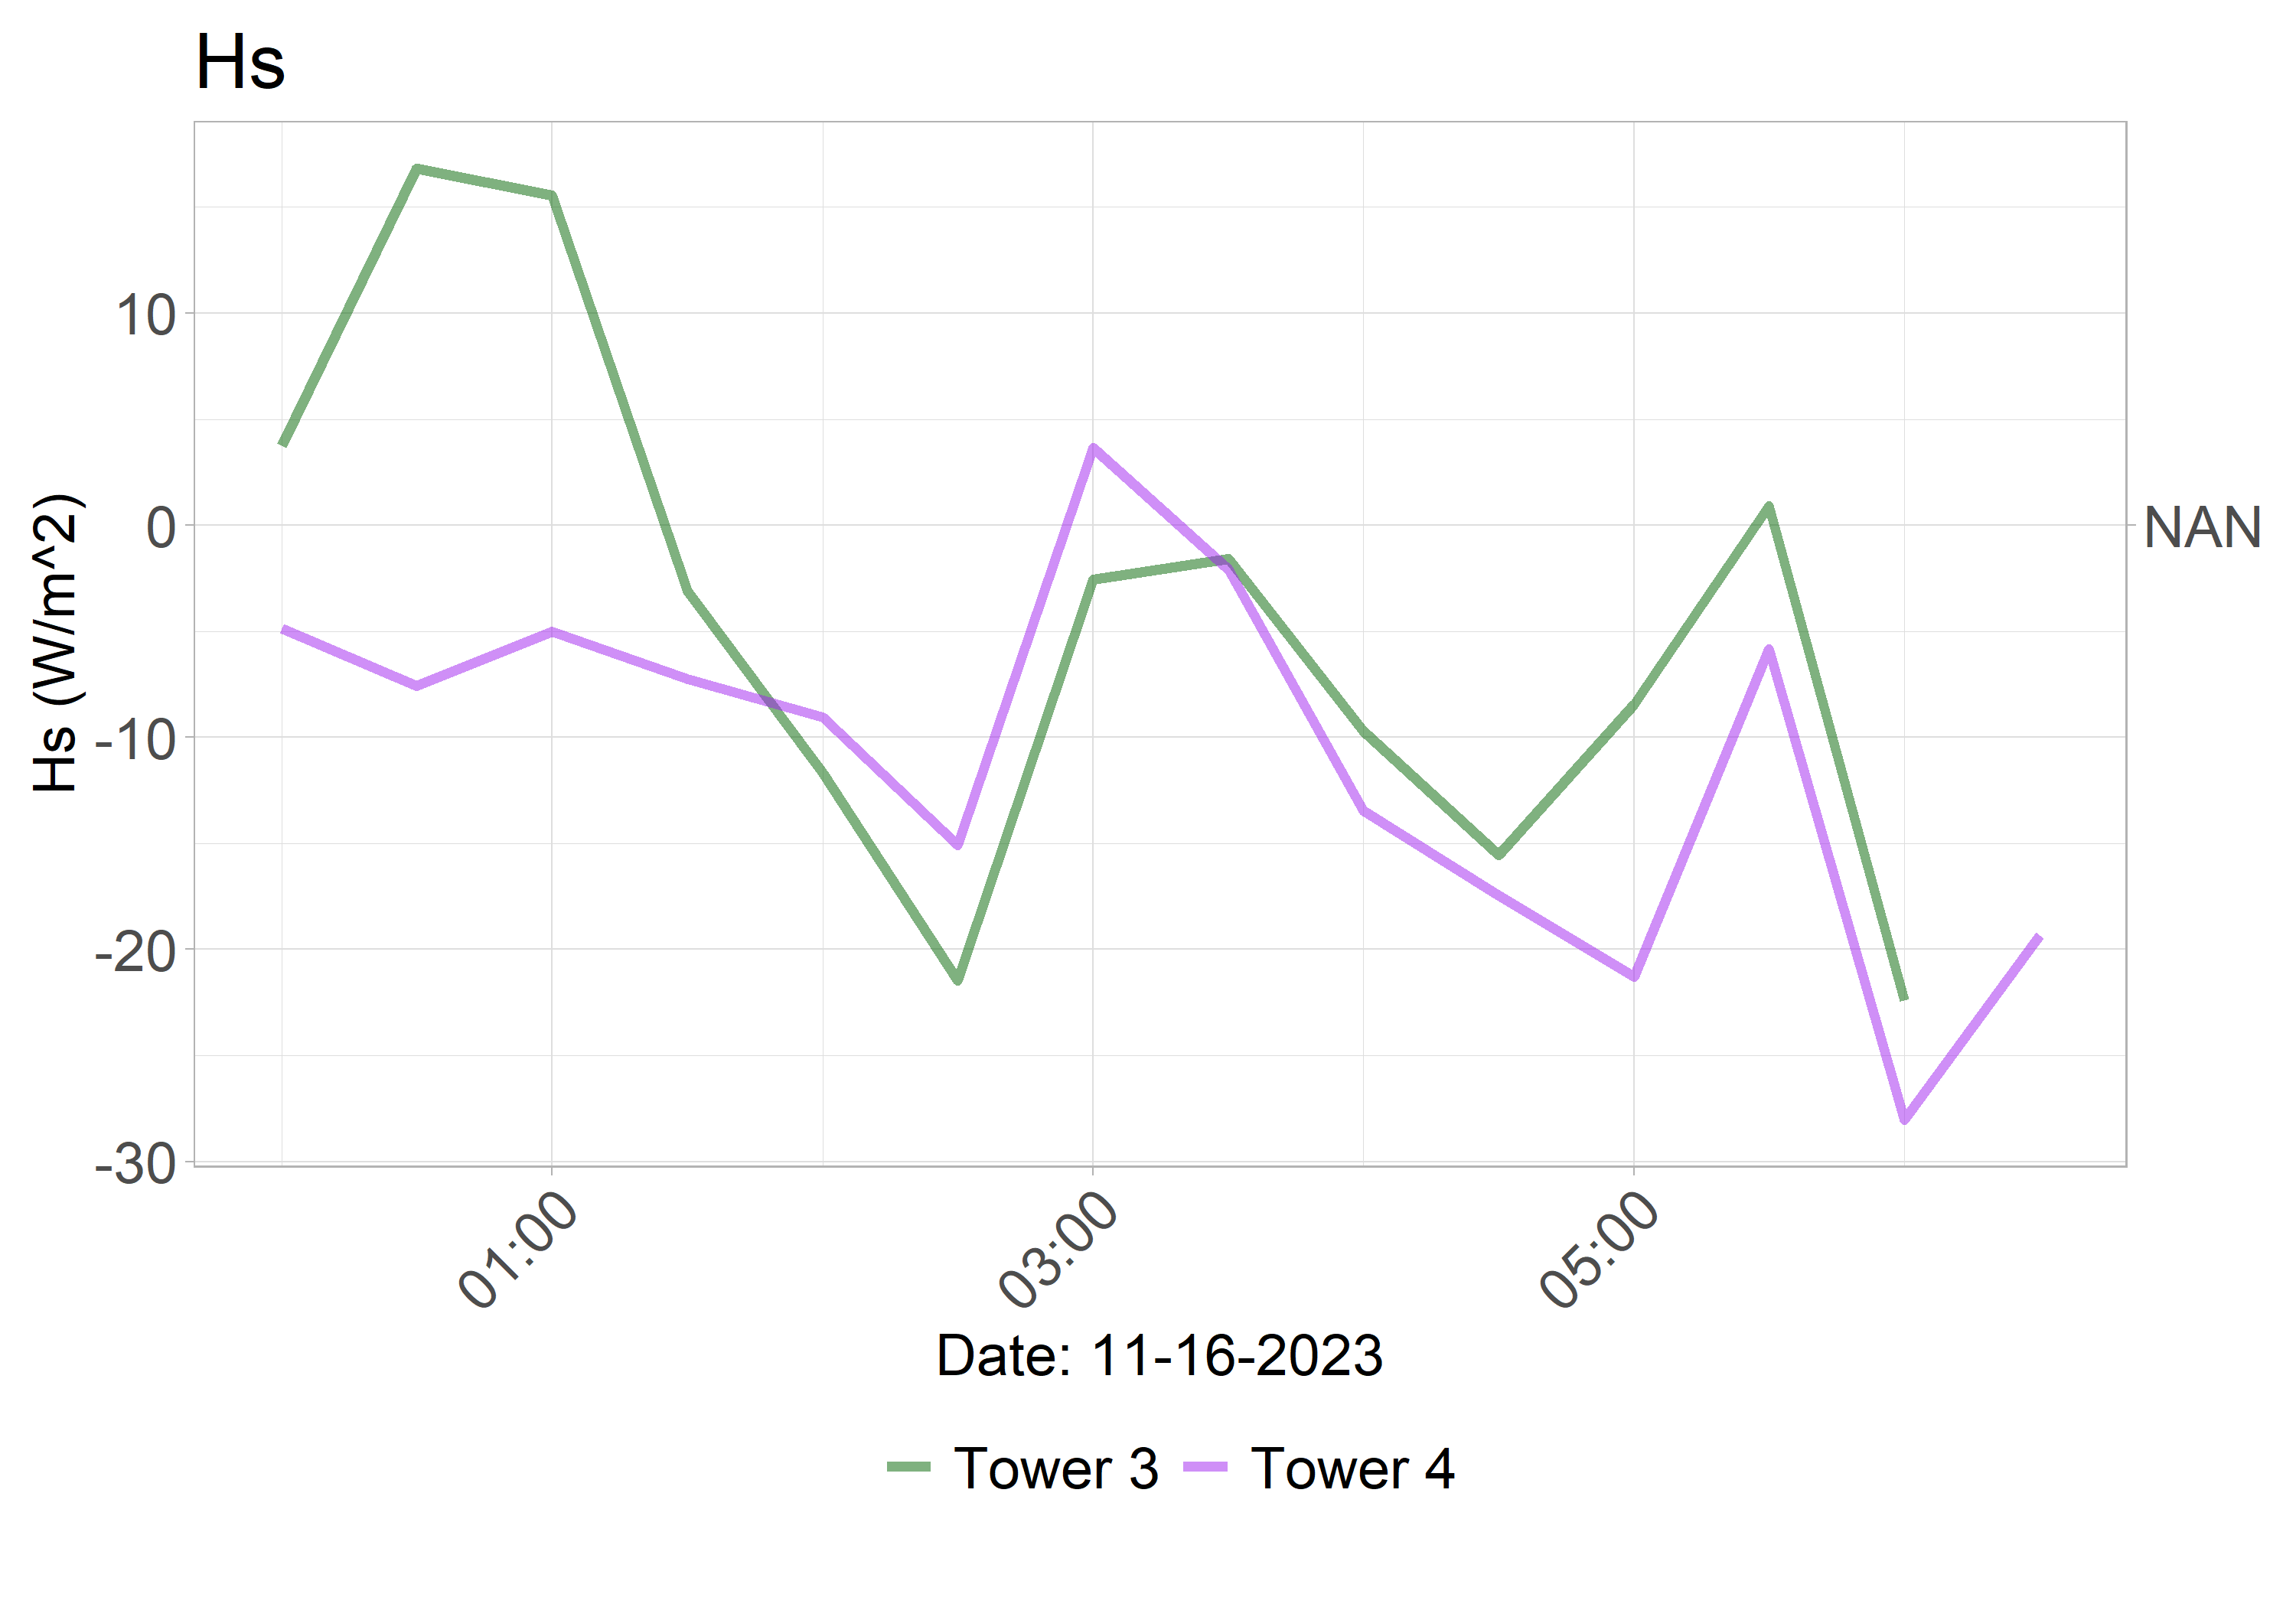 Hs
Hs (W/m^2)
10
0
-10
-20
-30
NAN
01:00
03:00
05:00
Date: 11-16-2023
Tower 3
Tower 4